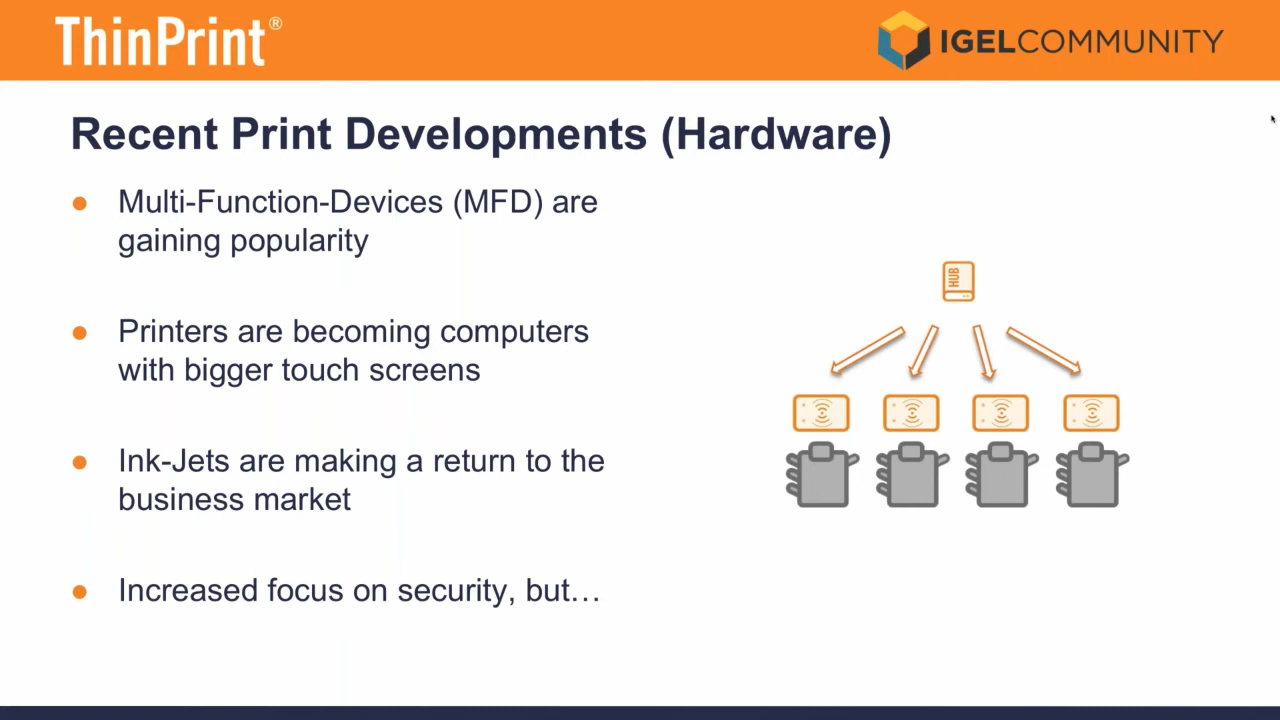 ThinPrint®
IGELCOMMUNITY
Recent Print Developments (Hardware)
● Multi-Function-Devices (MFD) are
gaining popularity
● Printers are becoming computers
with bigger touch screens
● Ink-Jets are making a return to the
business market
● Increased focus on security, but…
HUB